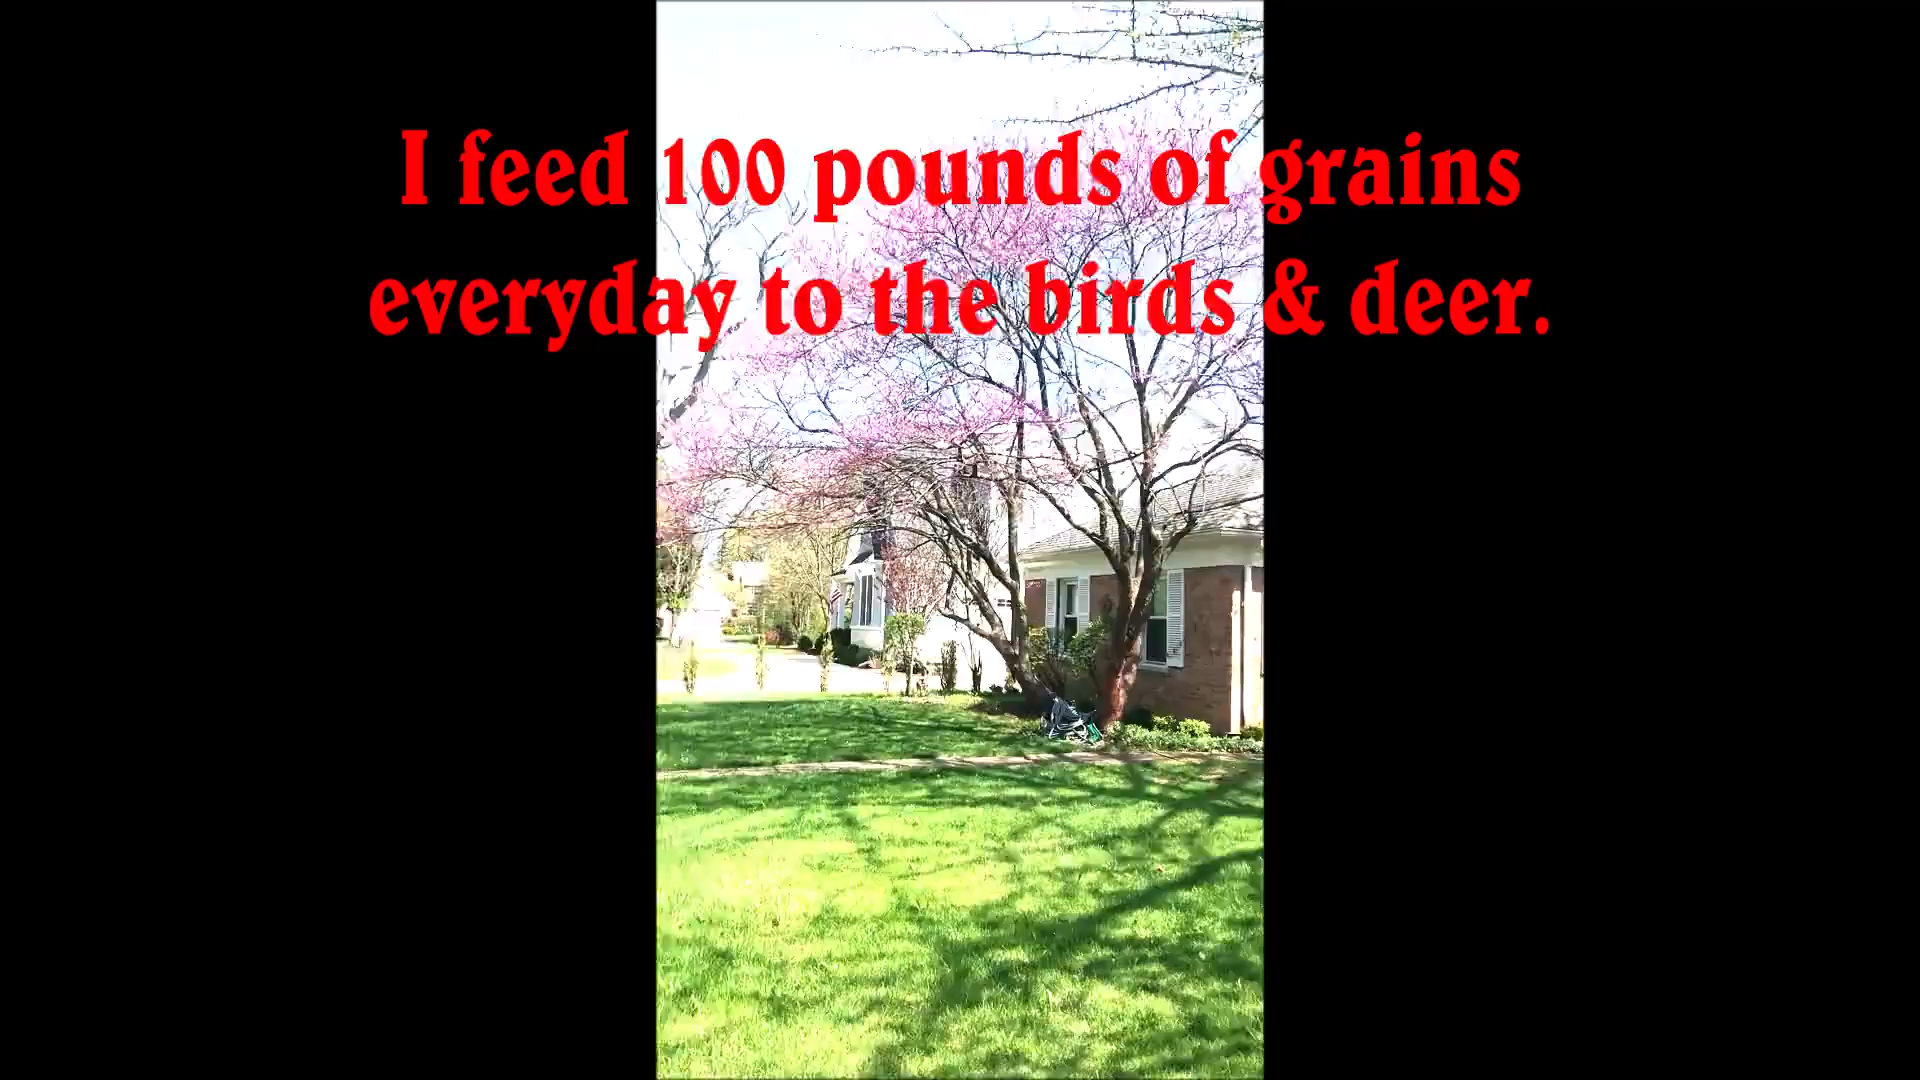 I feed 100 pounds of grains
everyday to the birds & deer.